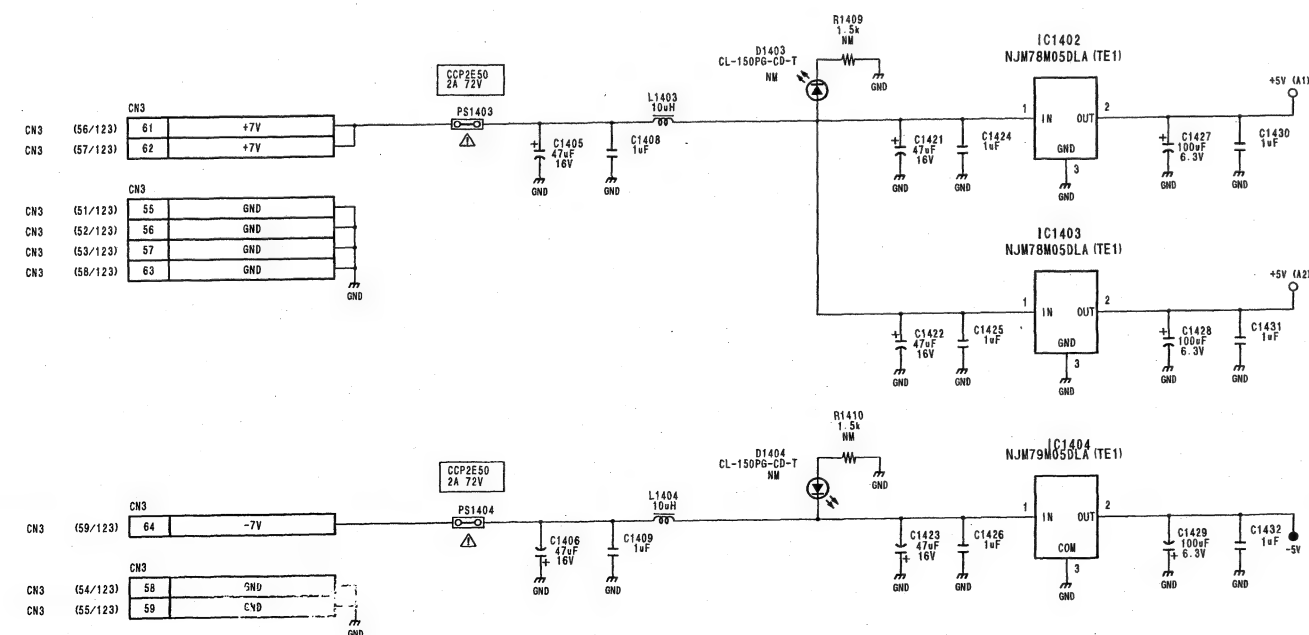 R1409
1.5k
NM
D1403
CL-150PG-CD-T
NM
GND
IC1402
NJM78M05DLA (TE1)
+5V (A1)
CCP2E50
2A 72V
PS1403
L1403
10uH
CN3
CN3 (56/123) 61 +7V
CN3 (57/123) 62 +7V
C1405
47uF
16V
GND
C1408
1uF
GND
C1421
47uF
16V
GND
C1424
1uF
GND
1 IN OUT 2
GND
3
GND
C1427
100uF
6.3V
GND
C1430
1uF
GND
CN3
CN3 (51/123) 55 GND
CN3 (52/123) 56 GND
CN3 (53/123) 57 GND
CN3 (58/123) 63 GND
GND
IC1403
NJM78M05DLA (TE1)
+5V (A2)
C1422
47uF
16V
GND
C1425
1uF
GND
1 IN OUT 2
GND
3
GND
C1428
100uF
6.3V
GND
C1431
1uF
GND
R1410
1.5k
NM
D1404
CL-150PG-CD-T
NM
GND
IC1404
NJM79M05DLA (TE1)
CCP2E50
2A 72V
PS1404
L1404
10uH
CN3
CN3 (59/123) 64 -7V
C1406
47uF
16V
GND
C1409
1uF
GND
C1423
47uF
16V
GND
C1426
1uF
GND
1 IN OUT 2
COM
3
GND
C1429
100uF
6.3V
GND
C1432
1uF
GND
-5V
CN3
CN3 (54/123) 58 GND
CN3 (55/123) 59 GND
GND